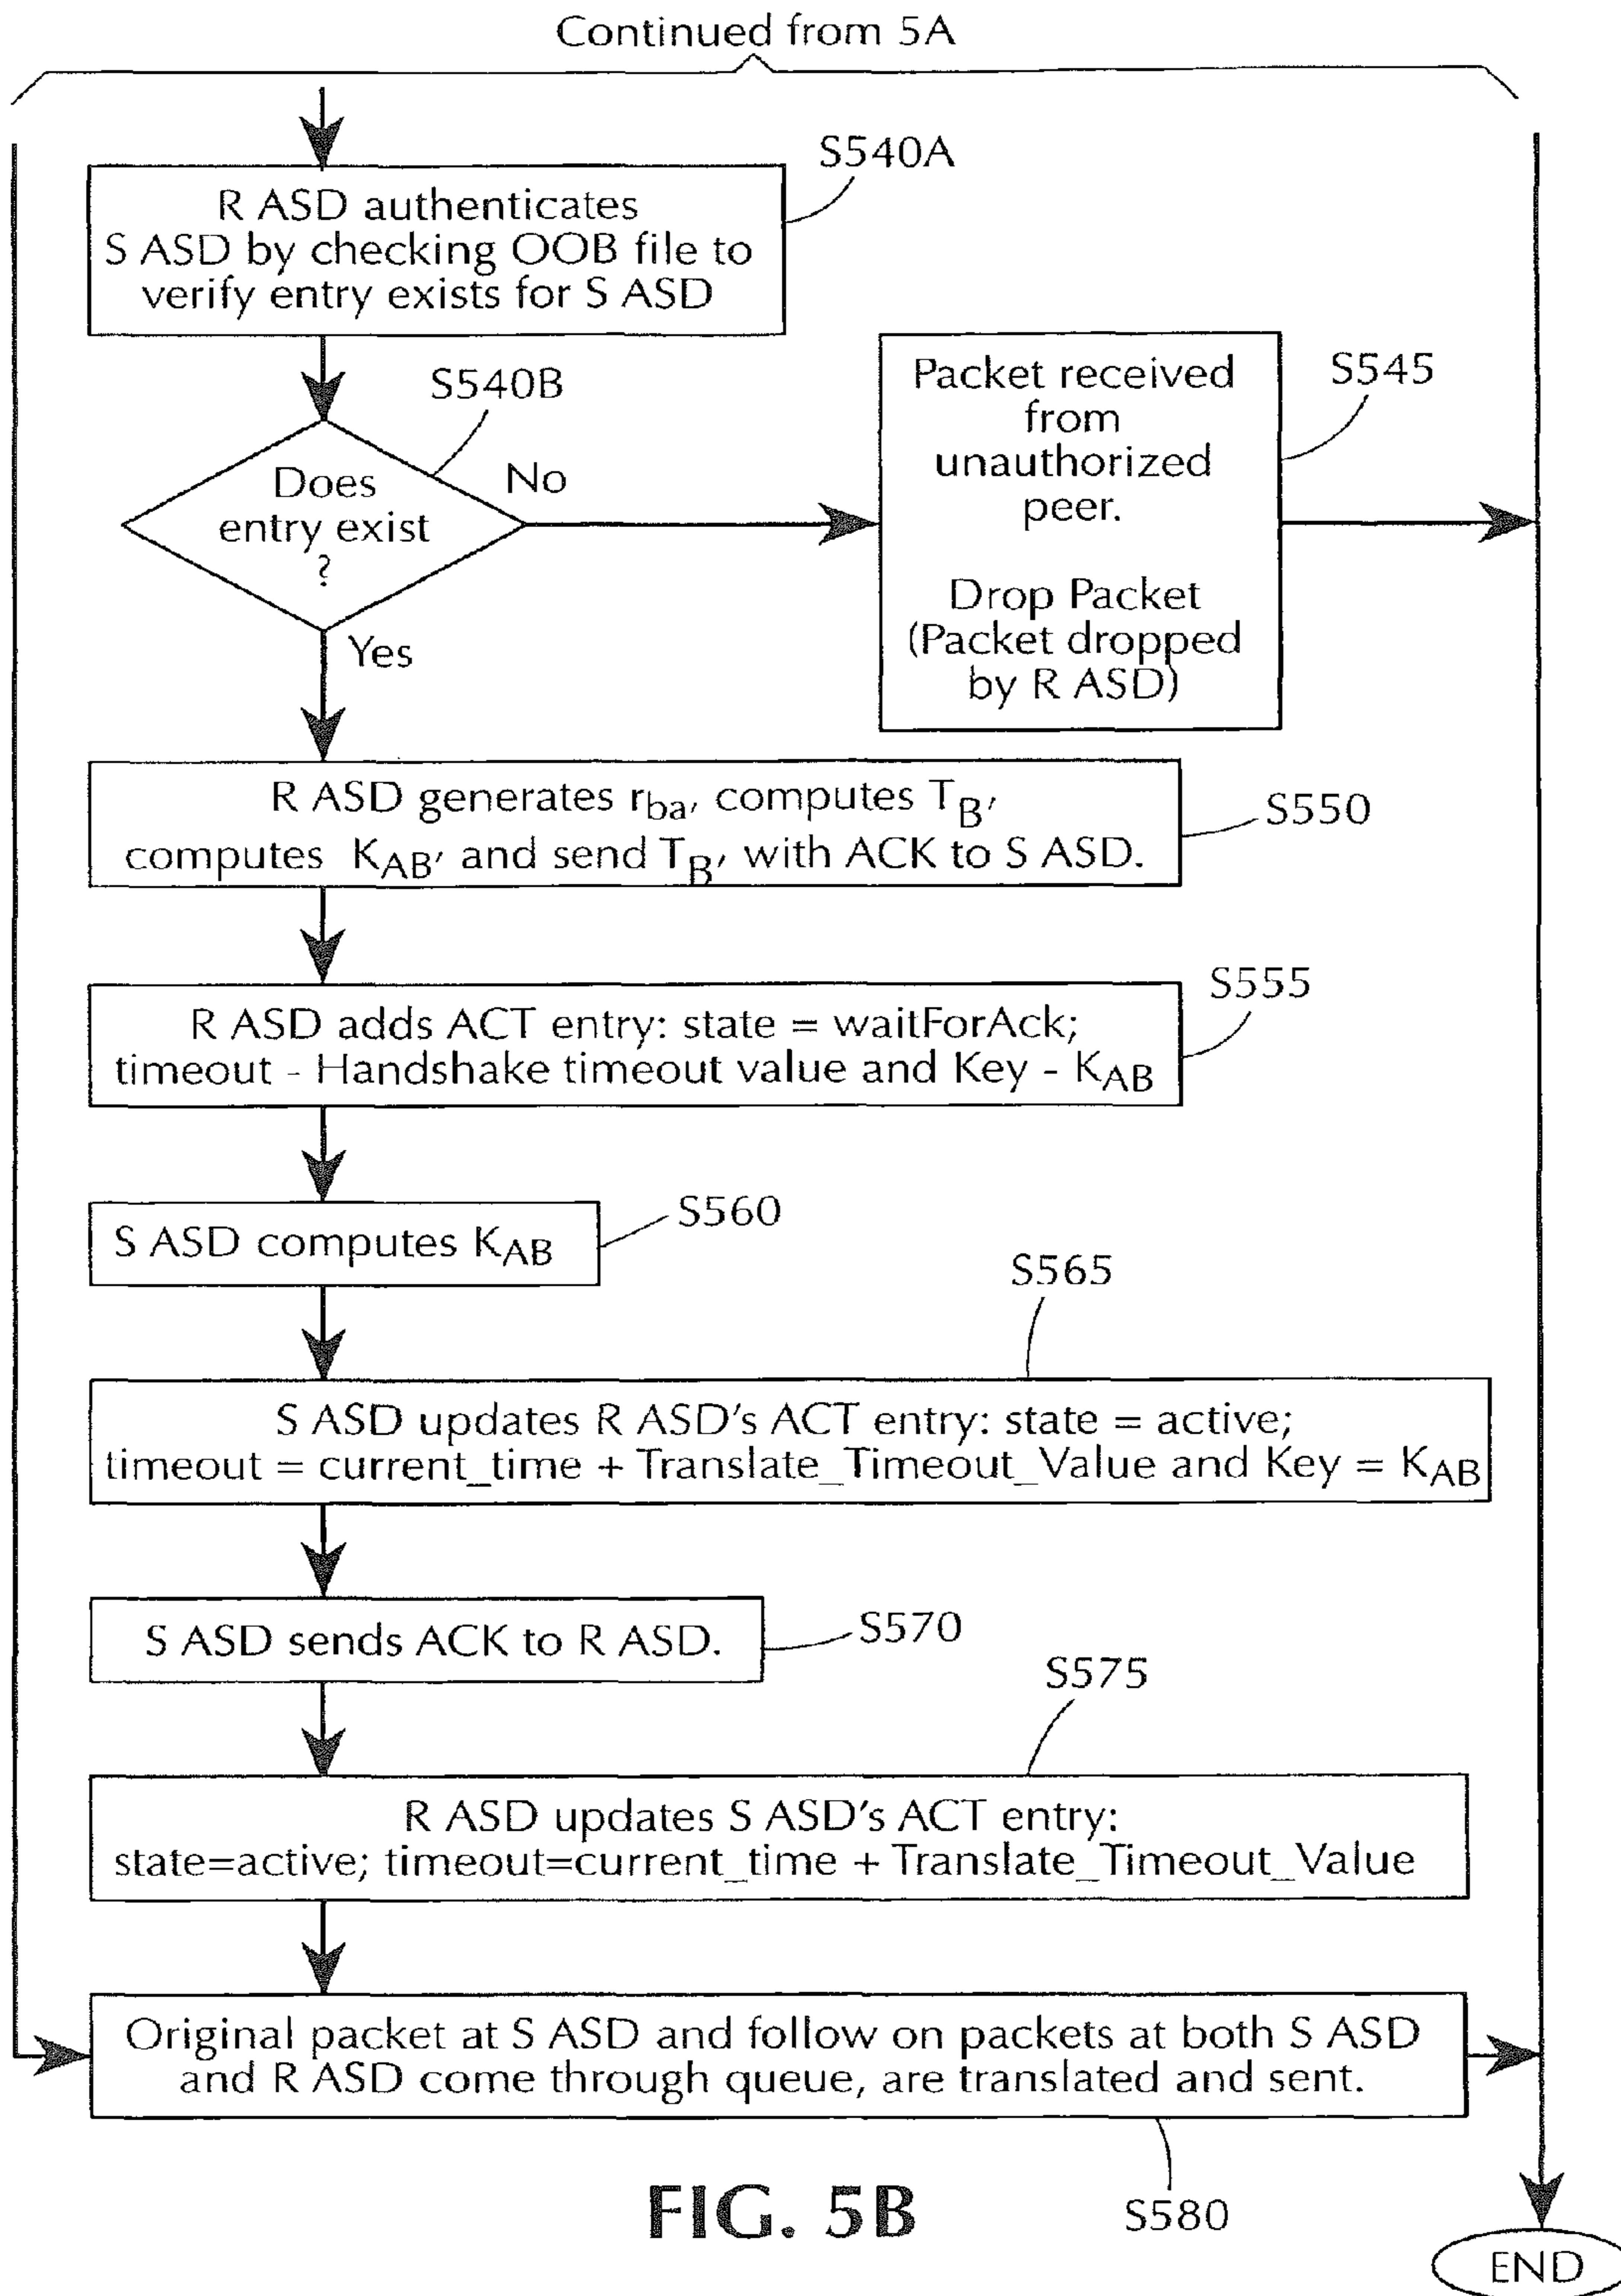 Continued from 5A
S540A
R ASD authenticates
S ASD by checking OOB file to
verify entry exists for S ASD
S540B
Does
entry exist
?
No
Yes
Packet received
from
unauthorized
peer.
Drop Packet
(Packet dropped
by R ASD)
S545
R ASD generates rba, computes TB,
computes KAB, and send TB, with ACK to S ASD.
S550
R ASD adds ACT entry: state = waitForAck;
timeout - Handshake timeout value and Key - KAB
S555
S ASD computes KAB
S560
S565
S ASD updates R ASD's ACT entry: state = active;
timeout = current_time + Translate_Timeout_Value and Key = KAB
S ASD sends ACK to R ASD.
S570
S575
R ASD updates S ASD's ACT entry:
state=active; timeout=current_time + Translate_Timeout_Value
Original packet at S ASD and follow on packets at both S ASD
and R ASD come through queue, are translated and sent.
S580
FIG. 5B
END